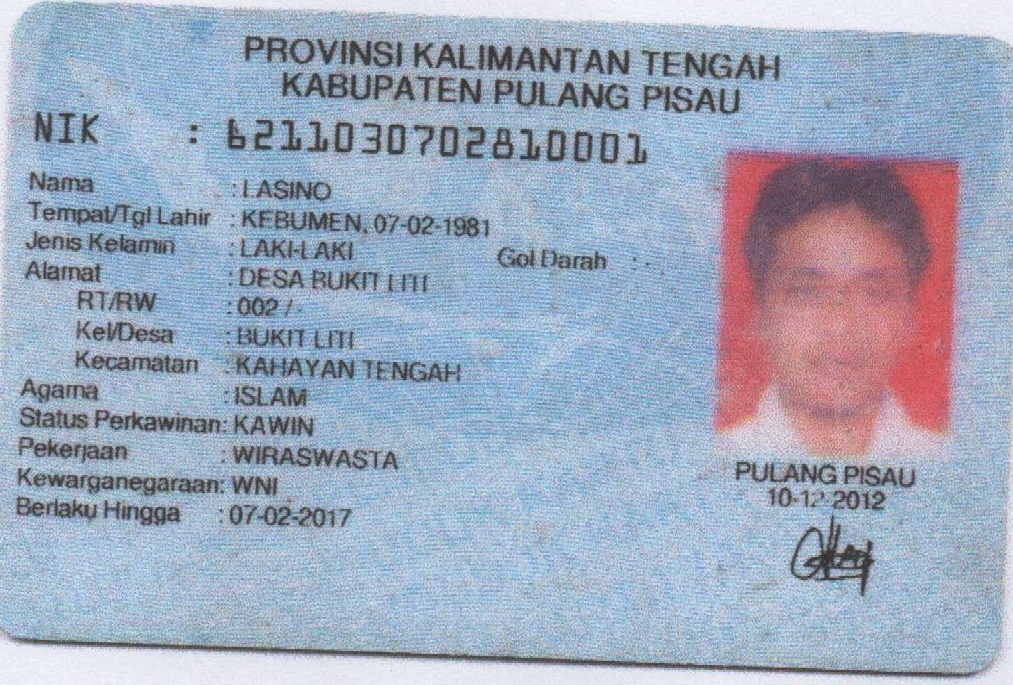 PROVINSI KALIMANTAN TENGAH
KABUPATEN PULANG PISAU
NIK : 6211030702810001
Nama : LASINO
Tempat/Tgl Lahir : KEBUMEN, 07-02-1981
Jenis Kelamin : LAKI-LAKI Gol Darah : -
Alamat : DESA BUKIT LITI
RT/RW : 002 / -
Kel/Desa : BUKIT LITI
Kecamatan : KAHAYAN TENGAH
Agama : ISLAM
Status Perkawinan: KAWIN
Pekerjaan : WIRASWASTA
Kewarganegaraan: WNI
Berlaku Hingga : 07-02-2017
PULANG PISAU
10-12-2012